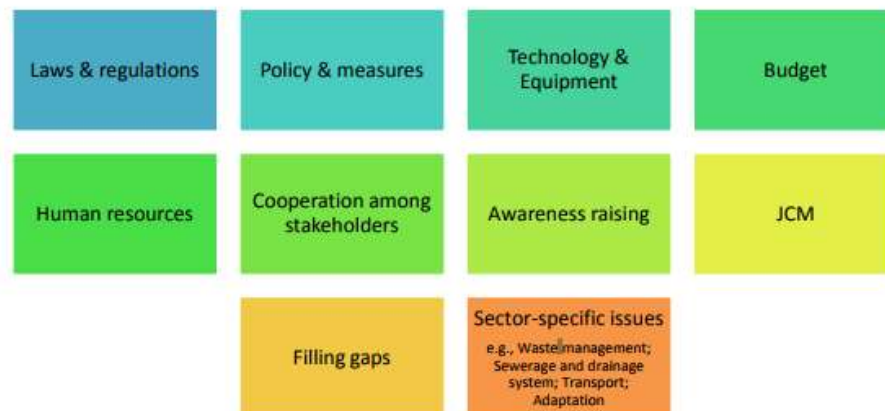 Laws & regulations
Policy & measures
Technology &
Equipment
Budget
Human resources
Cooperation among
stakeholders
Awareness raising
JCM
Filling gaps
Sector-specific issues
e.g., Waste management;
Sewerage and drainage
system; Transport;
Adaptation